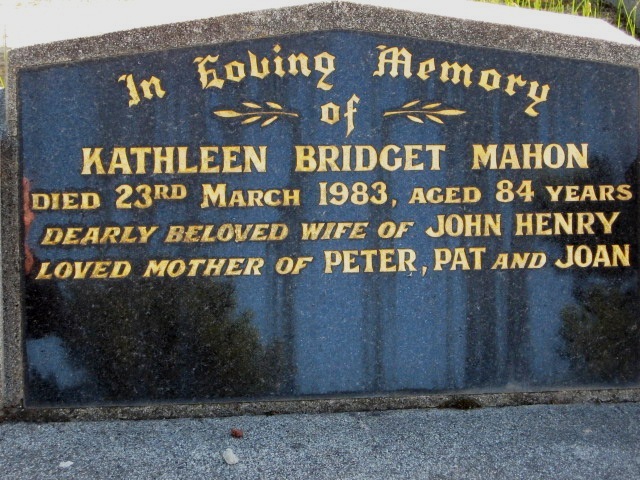 In Loving Memory
of
KATHLEEN BRIDGET MAHON
DIED 23RD MARCH 1983, AGED 84 YEARS
DEARLY BELOVED WIFE OF JOHN HENRY
LOVED MOTHER OF PETER, PAT AND JOAN